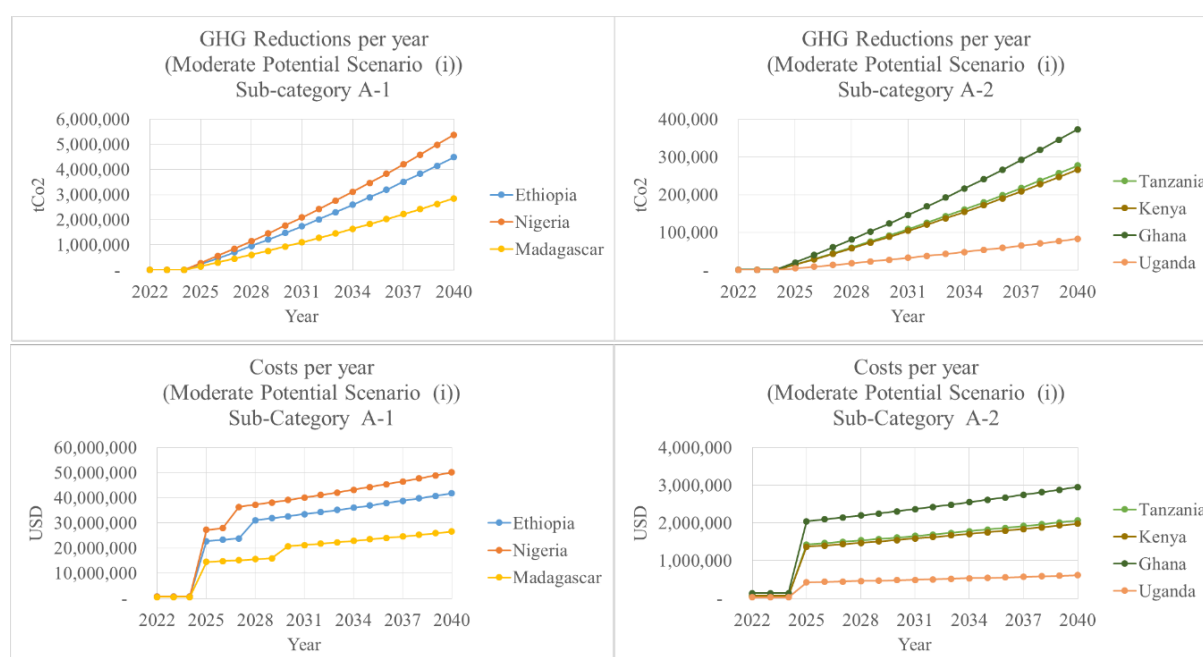 GHG Reductions per year
(Moderate Potential Scenario (i))
Sub-category A-1
6,000,000
5,000,000
4,000,000
3,000,000
2,000,000
1,000,000
-
tCo2
2022 2025 2028 2031 2034 2037 2040
Year
Ethiopia
Nigeria
Madagascar
GHG Reductions per year
(Moderate Potential Scenario (i))
Sub-category A-2
400,000
300,000
200,000
100,000
-
tCo2
2022 2025 2028 2031 2034 2037 2040
Year
Tanzania
Kenya
Ghana
Uganda
Costs per year
(Moderate Potential Scenario (i))
Sub-Category A-1
60,000,000
50,000,000
40,000,000
30,000,000
20,000,000
10,000,000
-
USD
2022 2025 2028 2031 2034 2037 2040
Year
Ethiopia
Nigeria
Madagascar
Costs per year
(Moderate Potential Scenario (i))
Sub-Category A-2
4,000,000
3,000,000
2,000,000
1,000,000
-
USD
2022 2025 2028 2031 2034 2037 2040
Year
Tanzania
Kenya
Ghana
Uganda